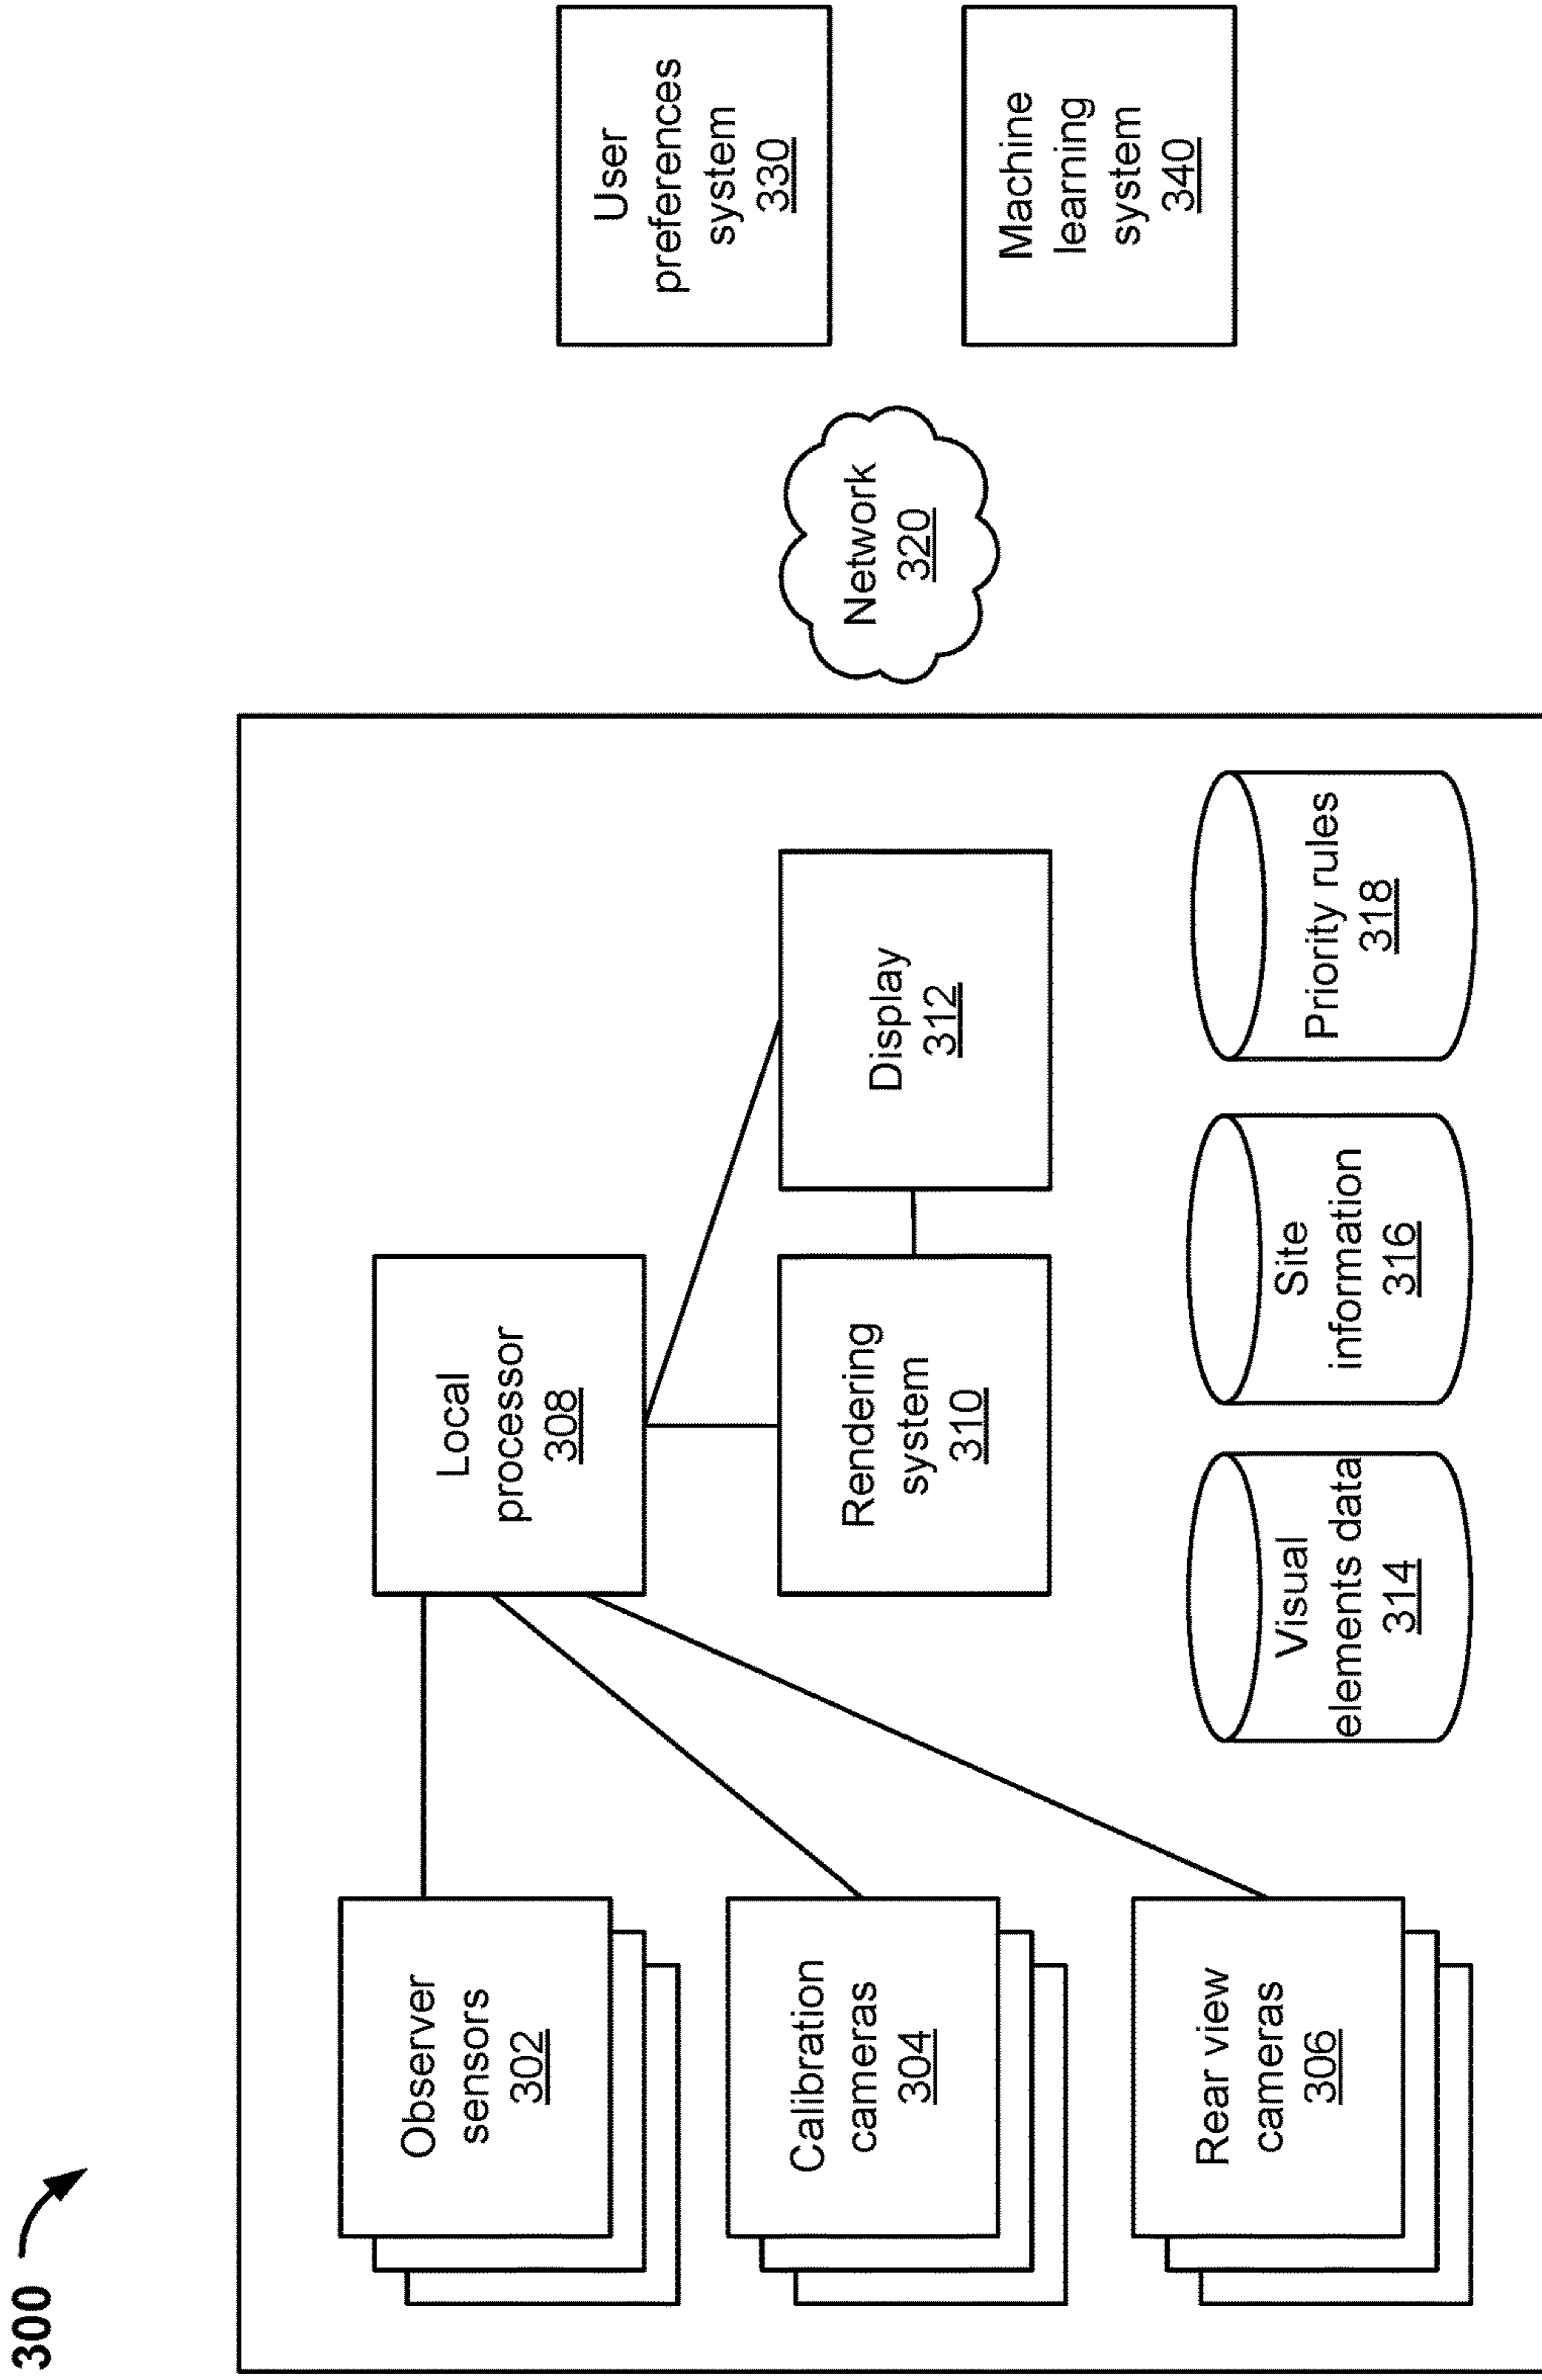 300
Observer
sensors
302
Calibration
cameras
304
Rear view
cameras
306
Local
processor
308
Rendering
system
310
Display
312
Visual
elements data
314
Site
information
316
Priority rules
318
Network
320
User
preferences
system
330
Machine
learning
system
340